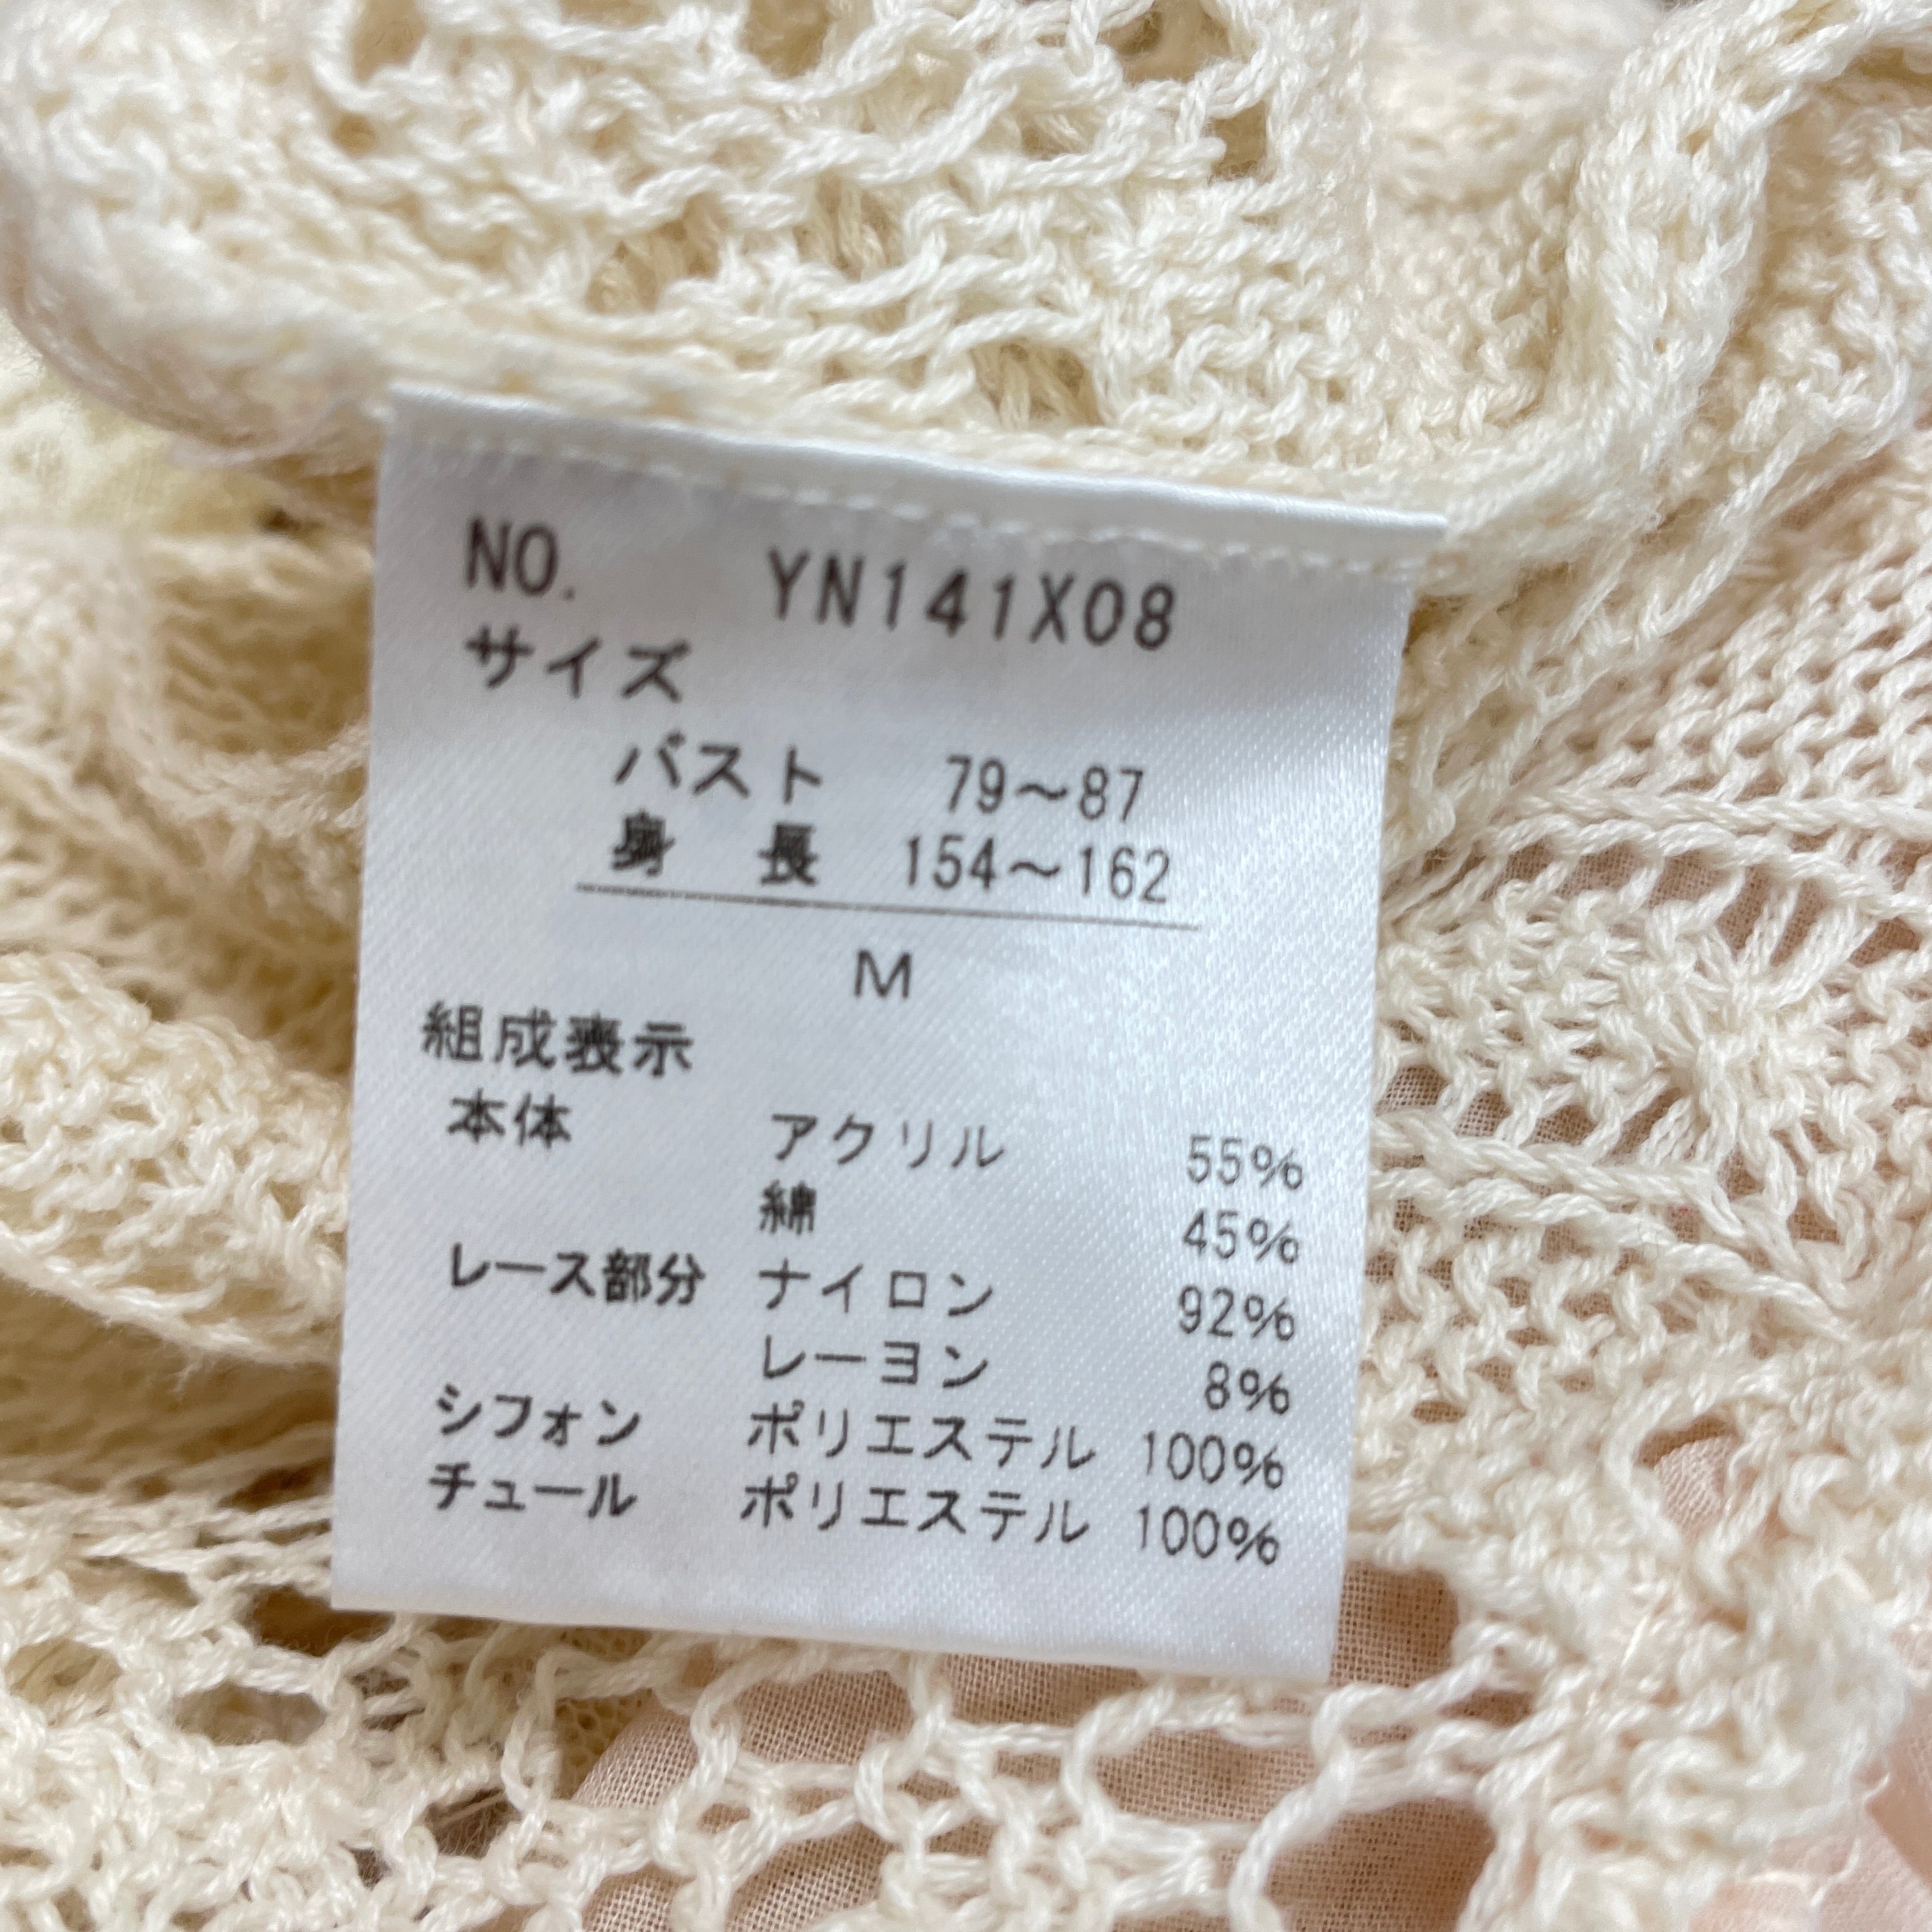 NO. YN141X08
サイズ
バスト 79～87
身長 154～162
M
組成表示
本体 アクリル 55%
綿 45%
レース部分 ナイロン 92%
レーヨン 8%
シフォン ポリエステル 100%
チュール ポリエステル 100%